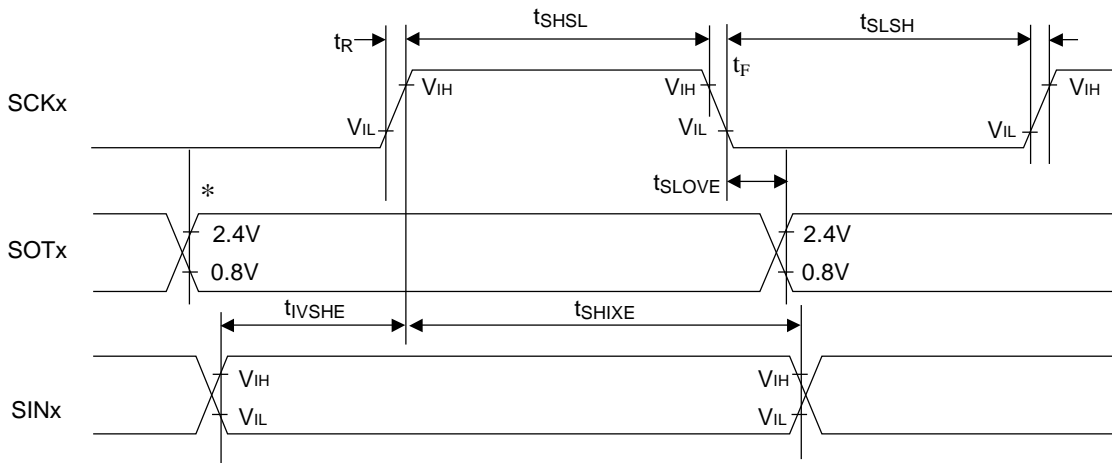 tSHSL
tSLSH
tR
tF
SCKx
VIH
VIH
VIH
VIL
VIL
VIL
tSLOVE
*
SOTx
2.4V
2.4V
0.8V
0.8V
tIVSHE
tSHIXE
SINx
VIH
VIH
VIL
VIL